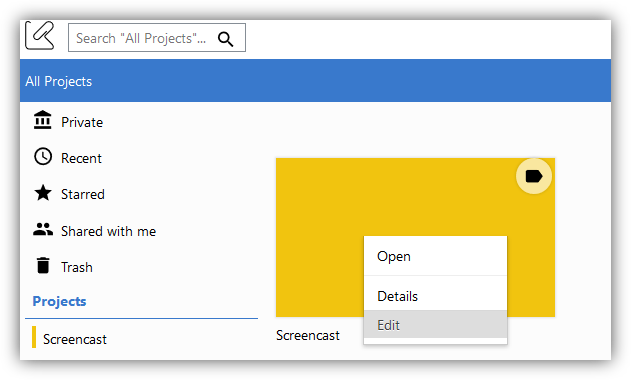 Search "All Projects"...
All Projects
Private
Recent
Starred
Shared with me
Trash
Projects
Screencast
Open
Details
Edit
Screencast